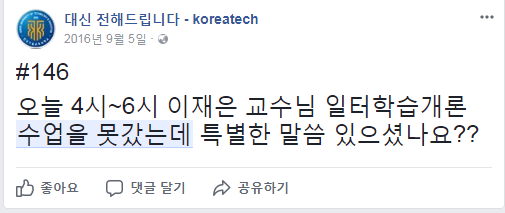 대신 전해드립니다 - koreatech
2016년 9월 5일 ·
#146
오늘 4시~6시 이재은 교수님 일터학습개론
수업을 못갔는데 특별한 말씀 있으셨나요??
좋아요 댓글 달기 공유하기